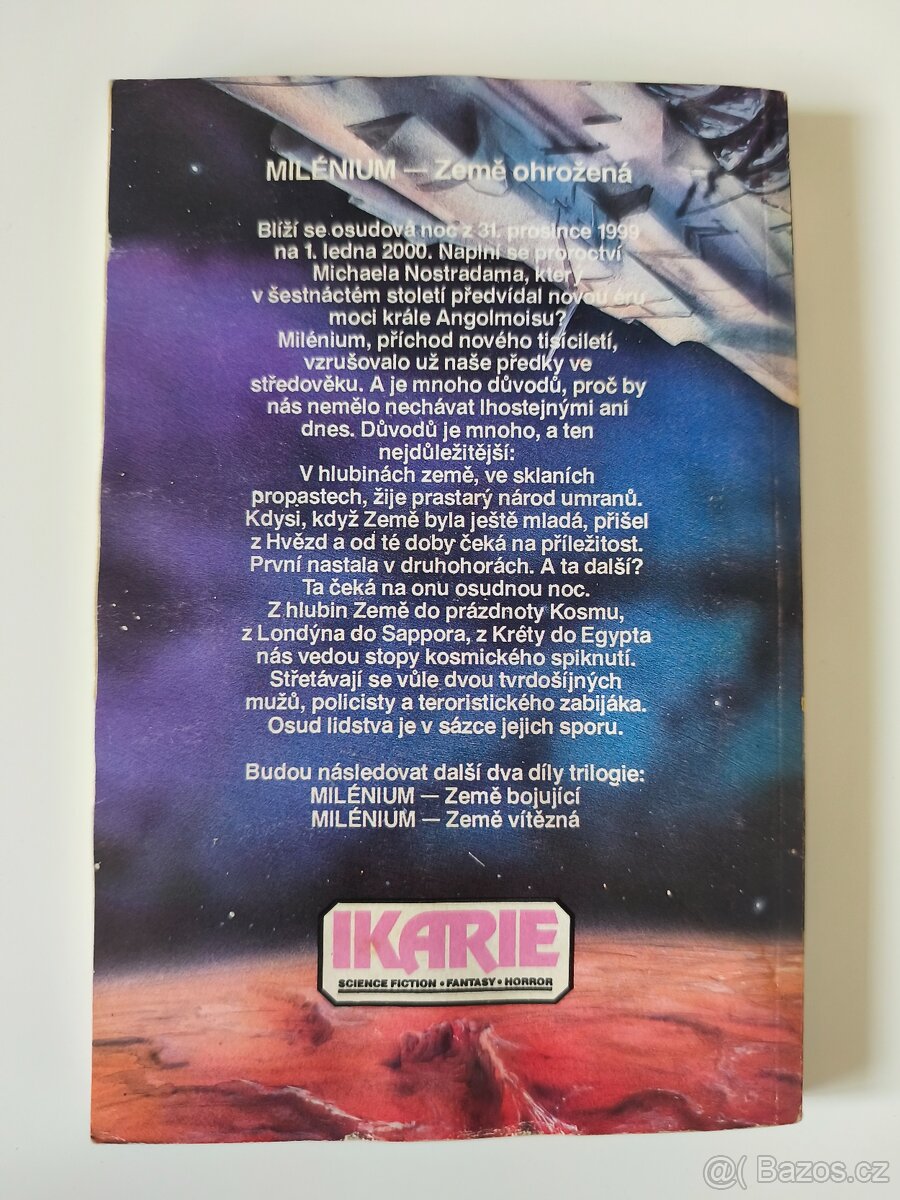 MILÉNIUM — Země ohrožená
Blíží se osudová noc z 31. prosince 1999
na 1. ledna 2000. Naplní se proroctví
Michaela Nostradama, který
v šestnáctém století předvídal novou éru
moci krále Angolmoisu?
Milénium, příchod nového tisíciletí,
vzrušovalo už naše předky ve
středověku. A je mnoho důvodů, proč by
nás nemělo nechávat lhostejnými ani
dnes. Důvodů je mnoho, a ten
nejdůležitější:
V hlubinách země, ve sklaních
propastech, žije prastarý národ umranů.
Kdysi, když Země byla ještě mladá, přišel
z Hvězd a od té doby čeká na příležitost.
První nastala v druhohorách. A ta další?
Ta čeká na onu osudnou noc.
Z hlubin Země do prázdnoty Kosmu,
z Londýna do Sappora, z Kréty do Egypta
nás vedou stopy kosmického spiknutí.
Střetávají se vůle dvou tvrdošíjných
mužů, policisty a teroristického zabijáka.
Osud lidstva je v sázce jejich sporu.
Budou následovat další dva díly trilogie:
MILÉNIUM — Země bojující
MILÉNIUM — Země vítězná
IKARIE
SCIENCE FICTION • FANTASY • HORROR
@( Bazos.cz